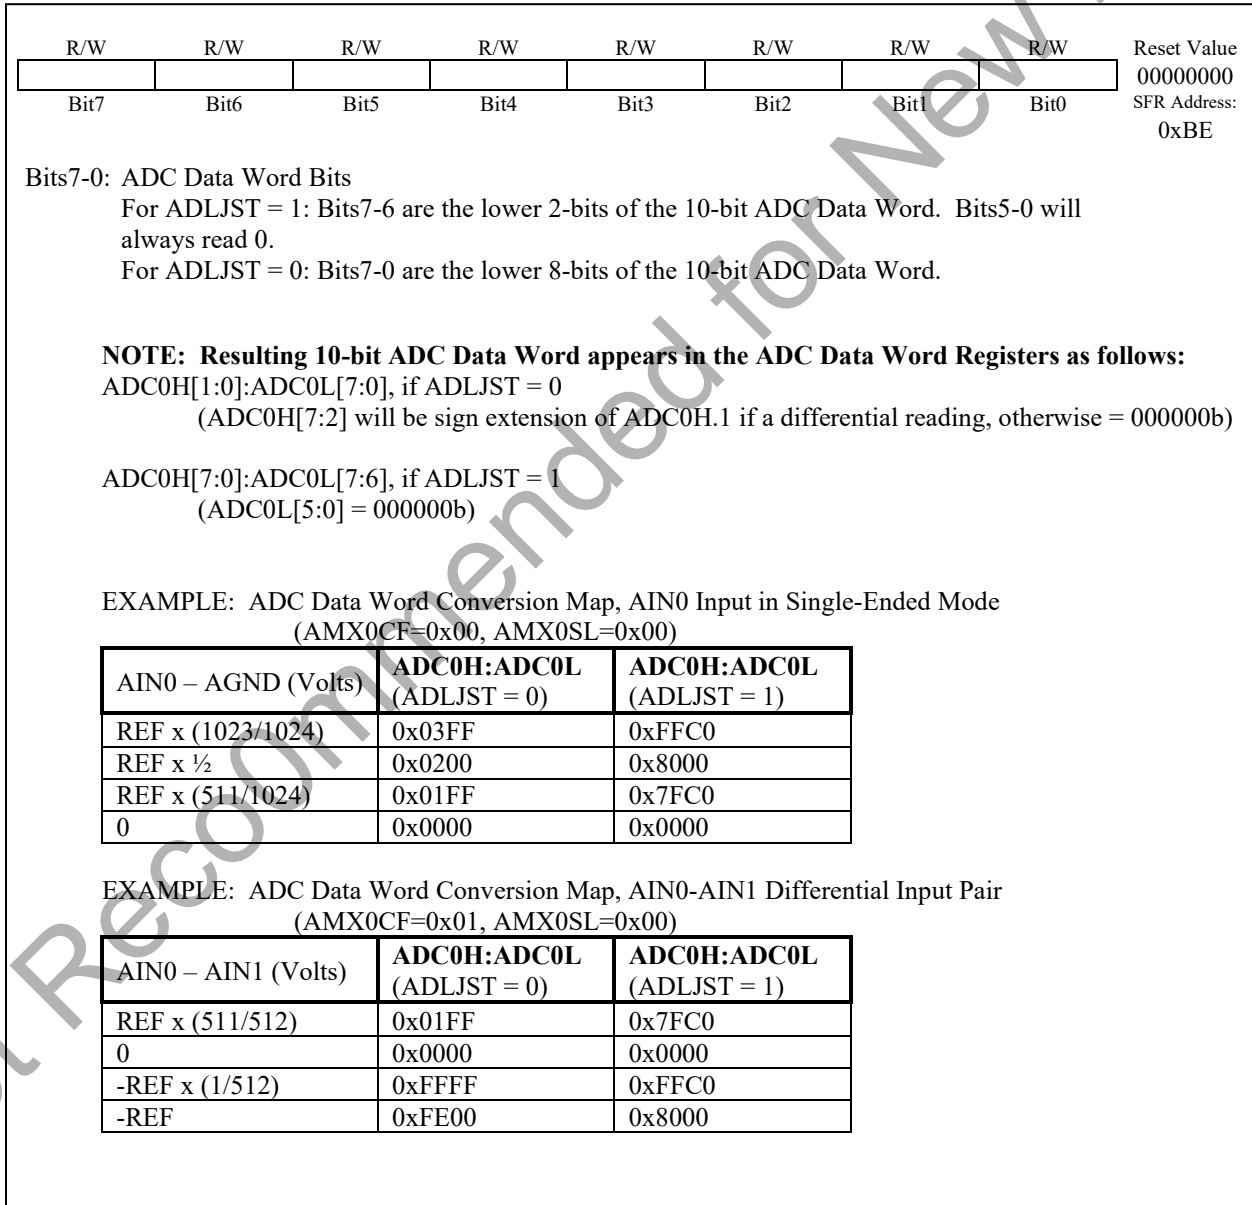 R/W R/W R/W R/W R/W R/W R/W R/W Reset Value
00000000
Bit7 Bit6 Bit5 Bit4 Bit3 Bit2 Bit1 Bit0 SFR Address:
0xBE
Bits7-0: ADC Data Word Bits
For ADLJST = 1: Bits7-6 are the lower 2-bits of the 10-bit ADC Data Word. Bits5-0 will
always read 0.
For ADLJST = 0: Bits7-0 are the lower 8-bits of the 10-bit ADC Data Word.
NOTE: Resulting 10-bit ADC Data Word appears in the ADC Data Word Registers as follows:
ADC0H[1:0]:ADC0L[7:0], if ADLJST = 0
(ADC0H[7:2] will be sign extension of ADC0H.1 if a differential reading, otherwise = 000000b)
ADC0H[7:0]:ADC0L[7:6], if ADLJST = 1
(ADC0L[5:0] = 000000b)
EXAMPLE: ADC Data Word Conversion Map, AIN0 Input in Single-Ended Mode
(AMX0CF=0x00, AMX0SL=0x00)
AIN0 – AGND (Volts) ADC0H:ADC0L (ADLJST = 0) ADC0H:ADC0L (ADLJST = 1)
REF x (1023/1024) 0x03FF 0xFFC0
REF x ½ 0x0200 0x8000
REF x (511/1024) 0x01FF 0x7FC0
0 0x0000 0x0000
EXAMPLE: ADC Data Word Conversion Map, AIN0-AIN1 Differential Input Pair
(AMX0CF=0x01, AMX0SL=0x00)
AIN0 – AIN1 (Volts) ADC0H:ADC0L (ADLJST = 0) ADC0H:ADC0L (ADLJST = 1)
REF x (511/512) 0x01FF 0x7FC0
0 0x0000 0x0000
-REF x (1/512) 0xFFFF 0xFFC0
-REF 0xFE00 0x8000
Reco0mmended for New